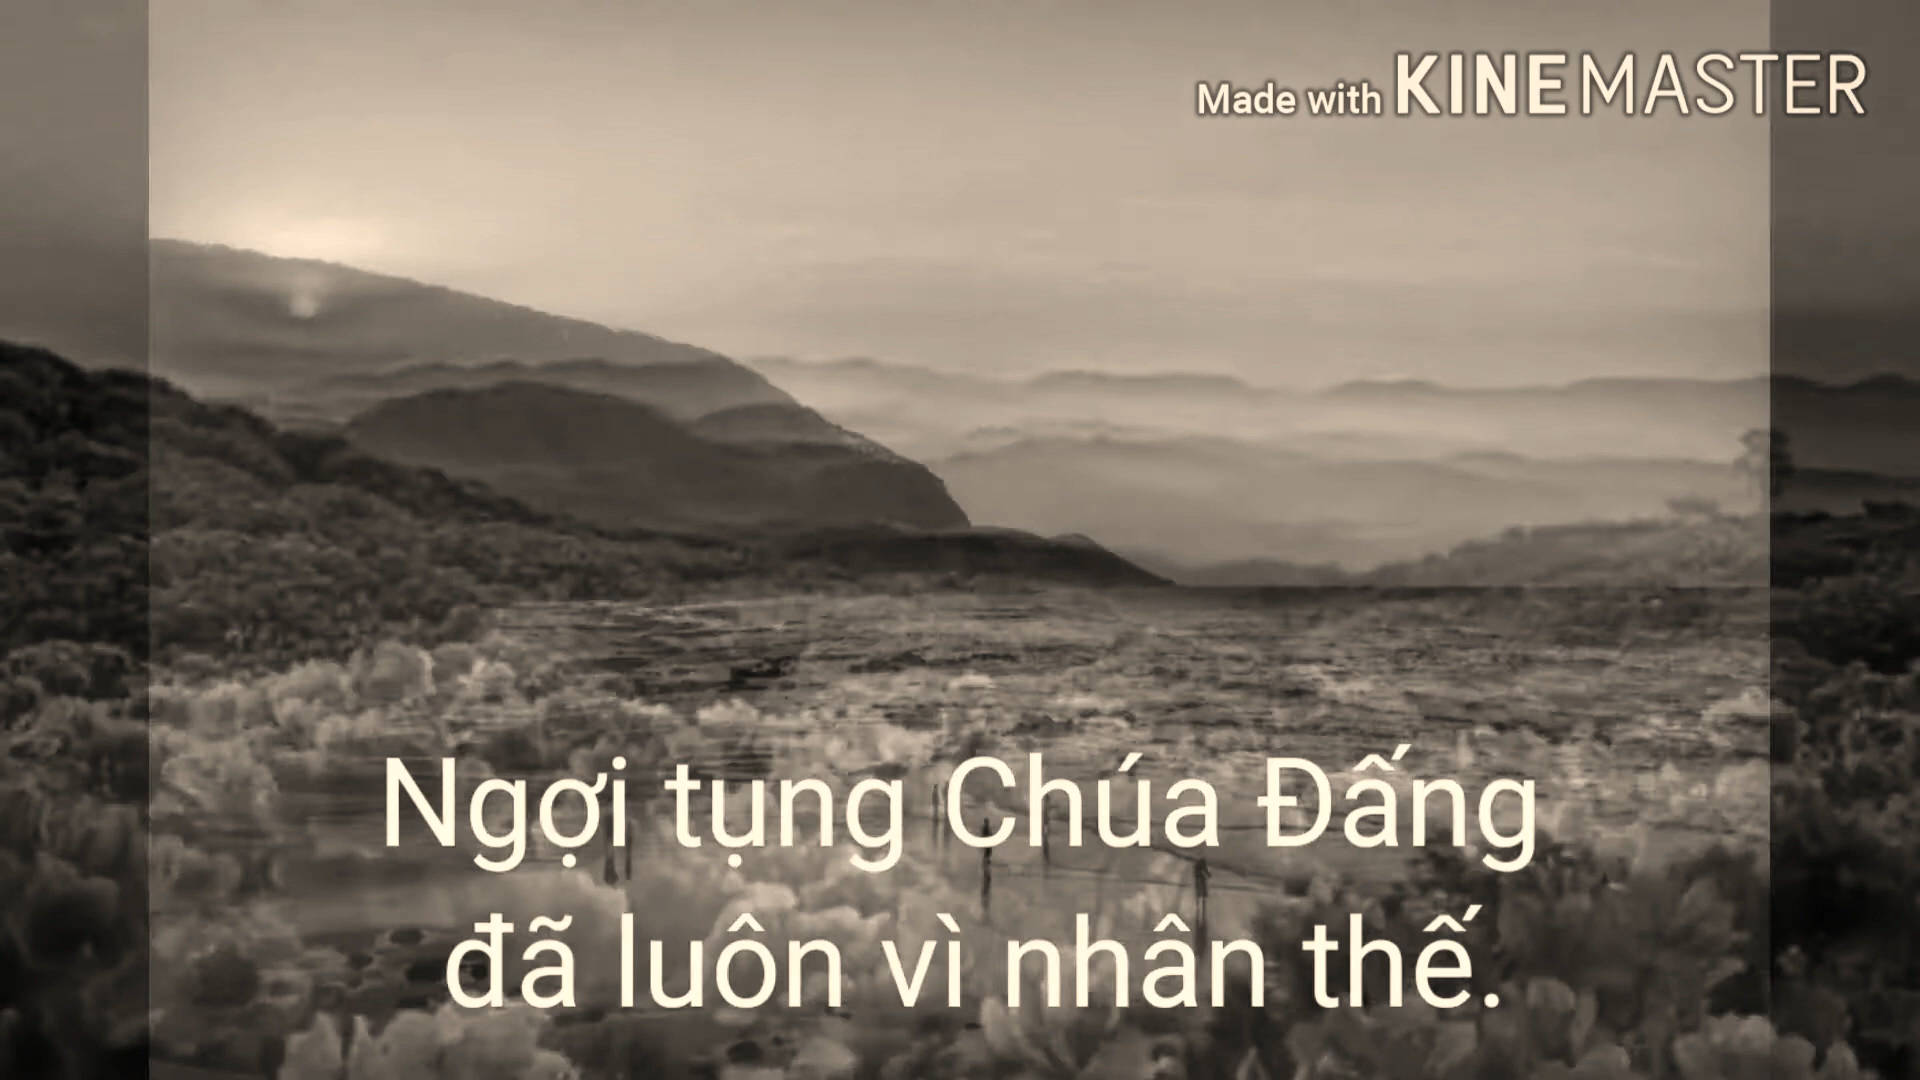 Made with KINEMASTER
Ngợi tụng Chúa Đấng
đã luôn vì nhân thế.